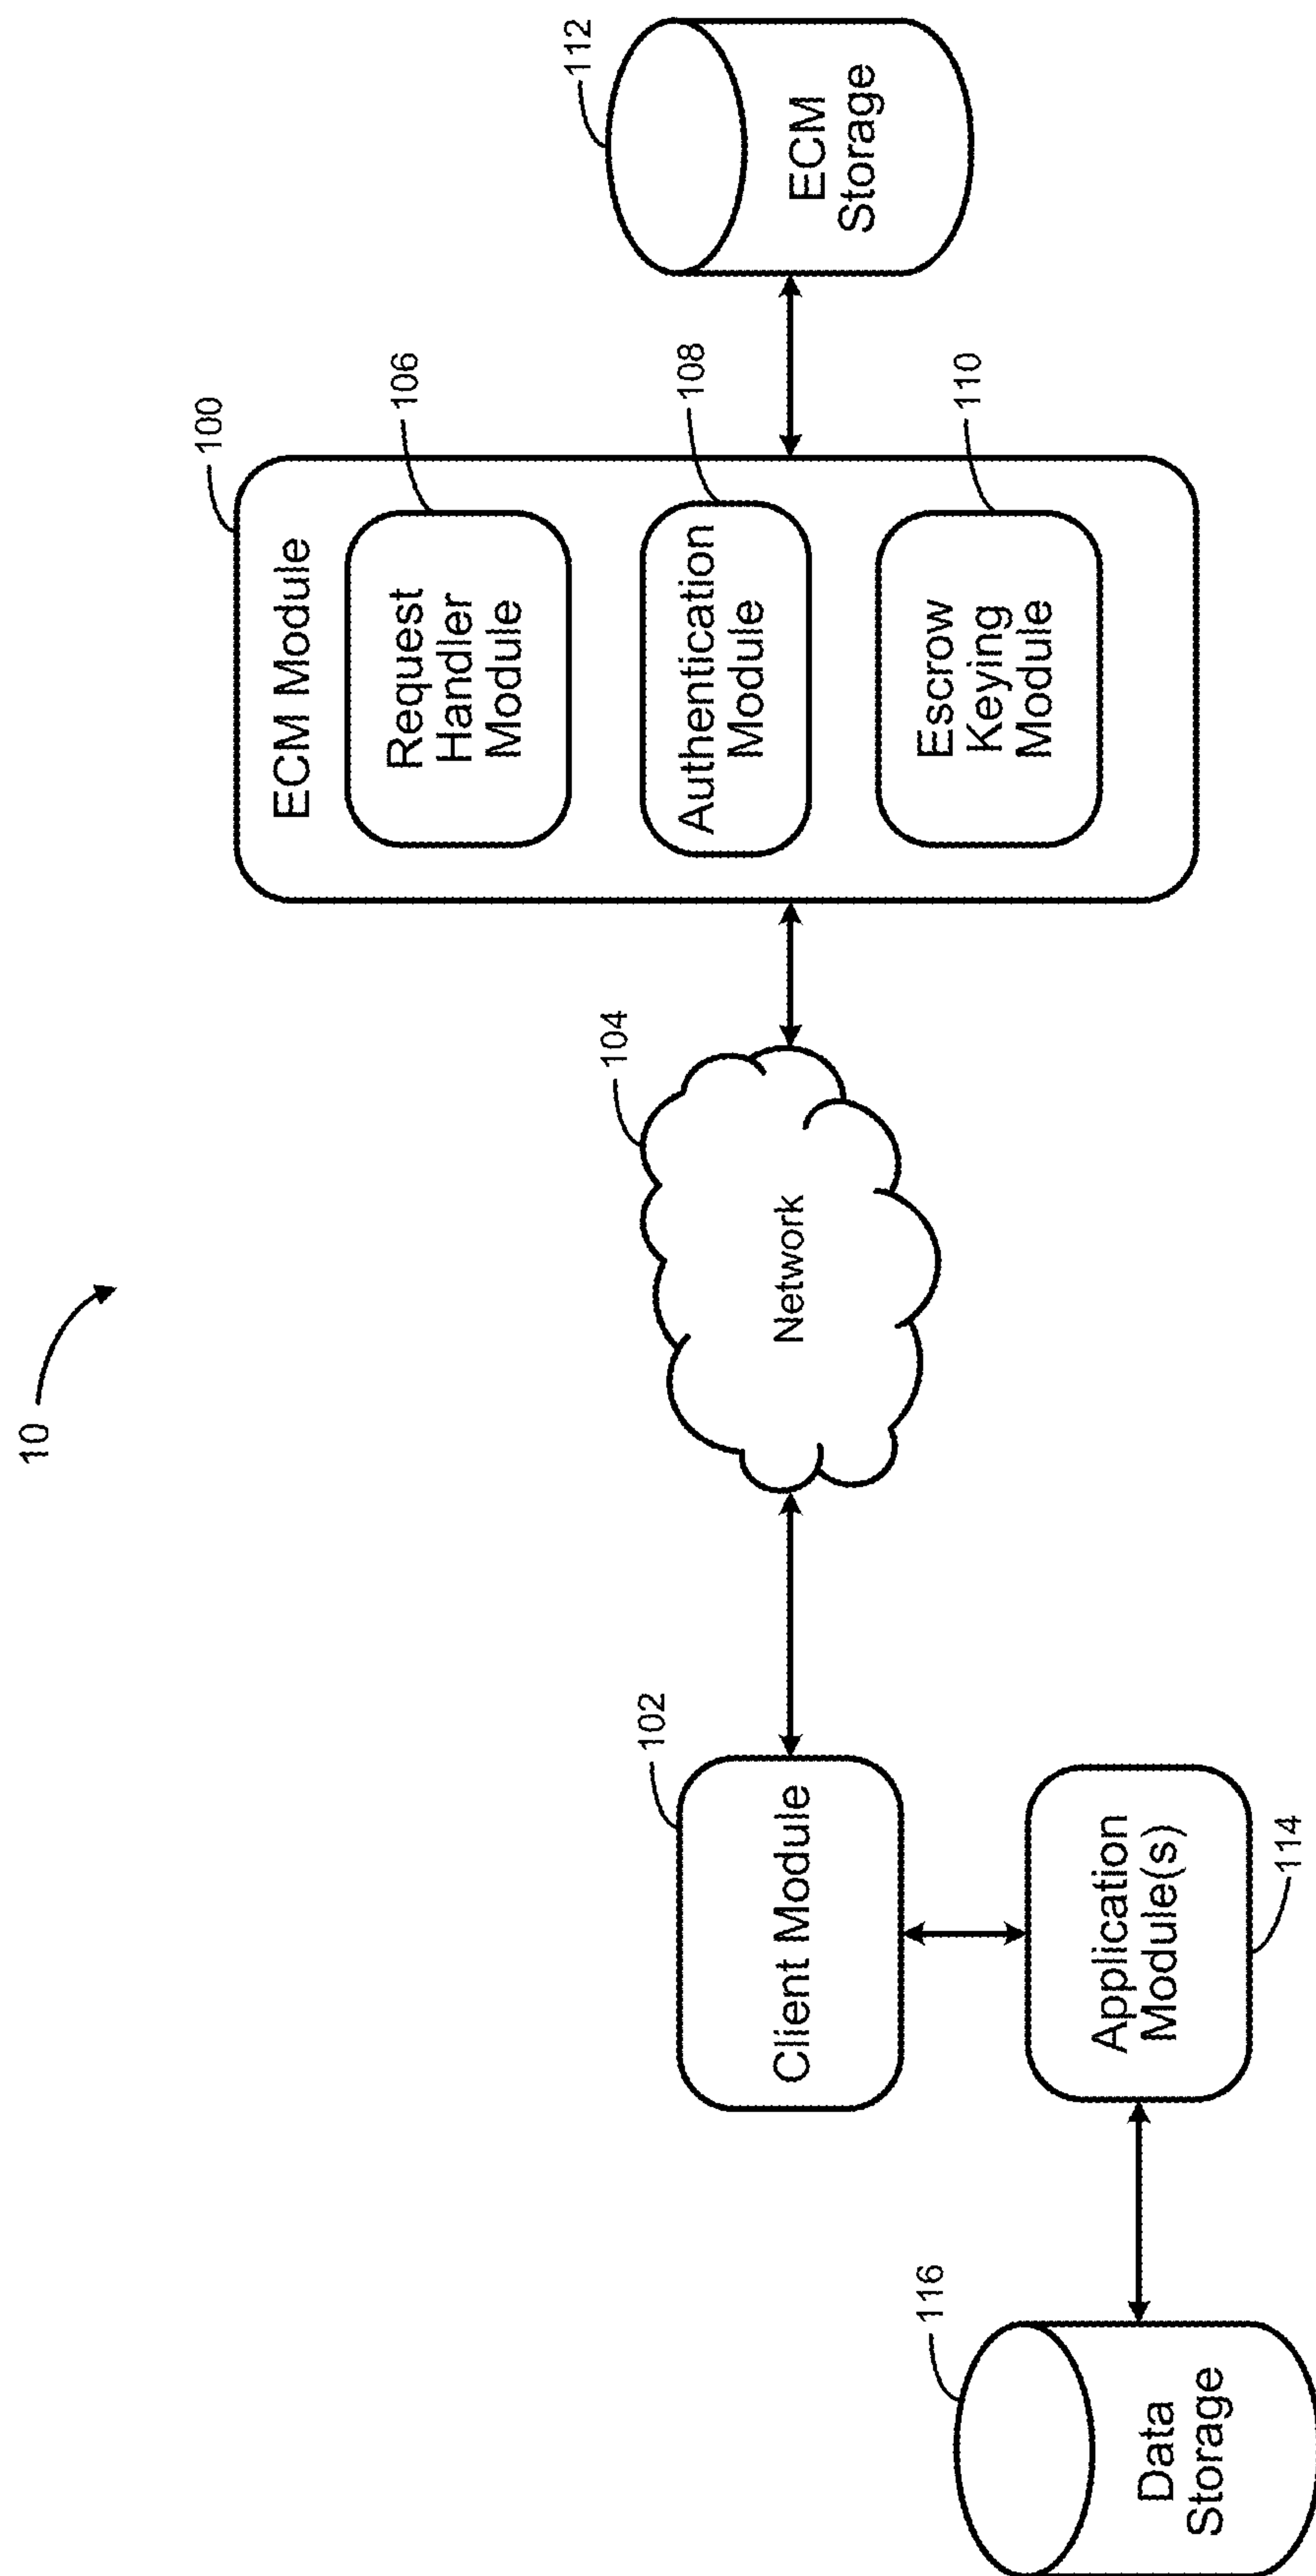 10
100
ECM Module
106
Request
Handler
Module
108
Authentication
Module
110
Escrow
Keying
Module
112
ECM
Storage
104
Network
102
Client Module
Application
Module(s)
114
116
Data
Storage